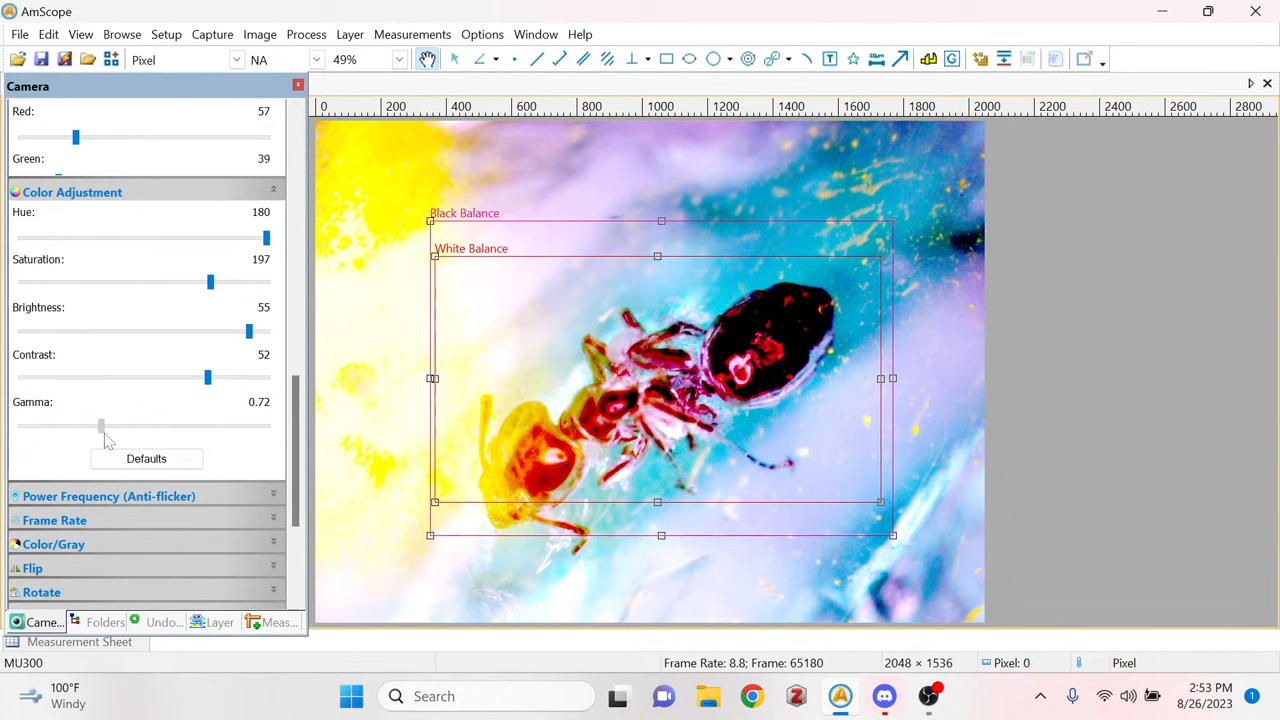 AmScope
File Edit View Browse Setup Capture Image Process Layer Measurements Options Window Help
Pixel NA 49%
Camera
0 200 400 600 800 1000 1200 1400 1600 1800 2000 2200 2400 2600 2800
Red: 57
Green: 39
Color Adjustment
Hue: 180
Saturation: 197
Brightness: 55
Contrast: 52
Gamma: 0.72
Defaults
Black Balance
White Balance
Power Frequency (Anti-flicker)
Frame Rate
Color/Gray
Flip
Rotate
Came... Folders Undo... Layer Meas...
Measurement Sheet
MU300 Frame Rate: 8.8; Frame: 65180 2048 × 1536 Pixel: 0 Pixel
100°F
Windy
Search
2:53 PM
8/26/2023
1